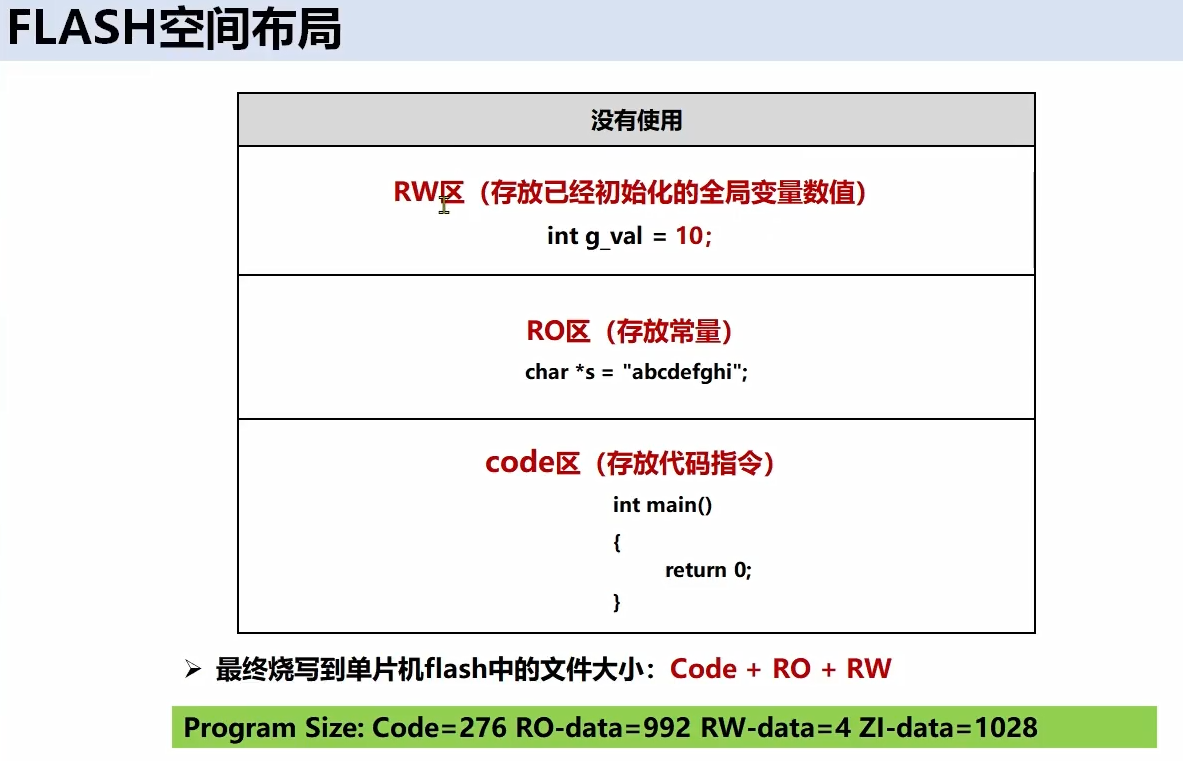 FLASH空间布局
没有使用
RW区（存放已经初始化的全局变量数值）
int g_val = 10;
RO区（存放常量）
char *s = "abcdefghi";
code区（存放代码指令）
int main()
{
return 0;
}
➢ 最终烧写到单片机flash中的文件大小：Code + RO + RW
Program Size: Code=276 RO-data=992 RW-data=4 ZI-data=1028